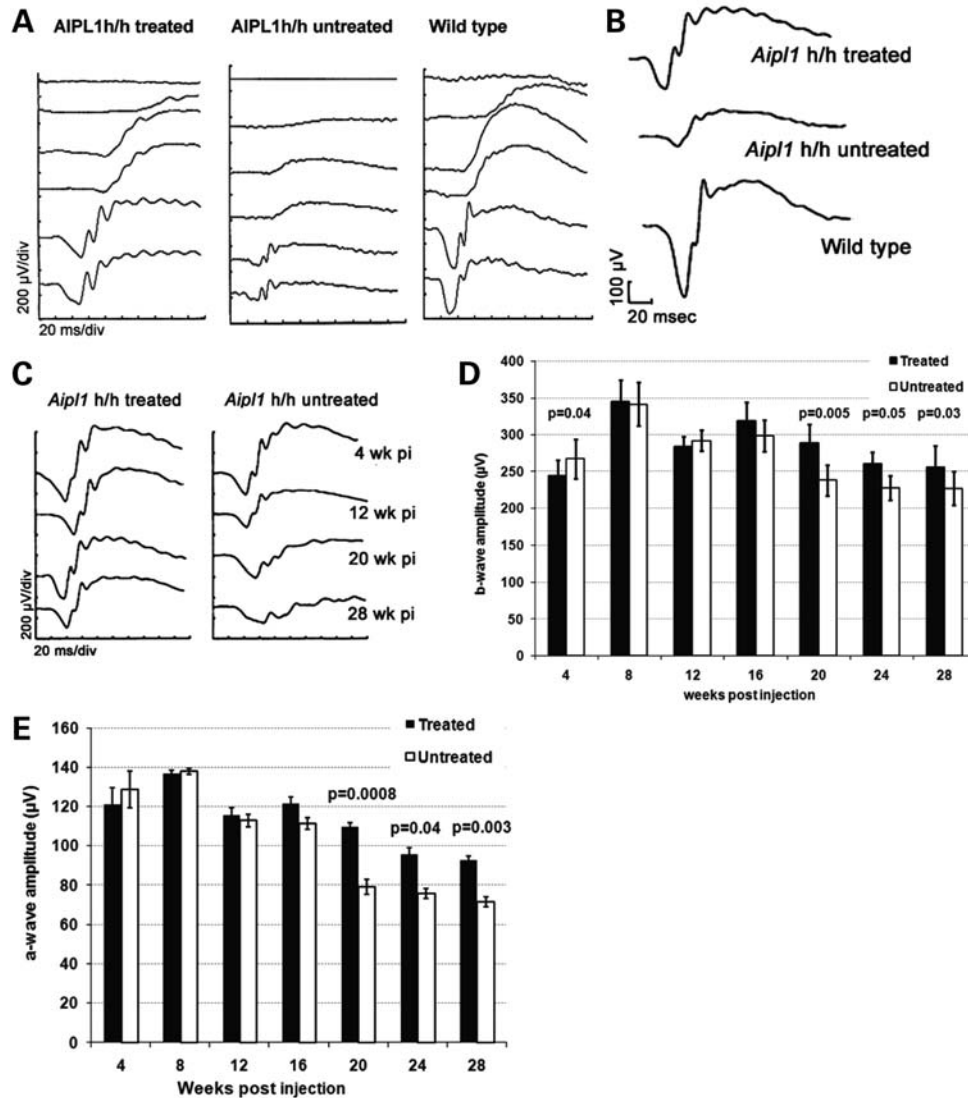 A
AIPL1h/h treated
AIPL1h/h untreated
Wild type
200 µV/div
20 ms/div
B
Aipl1 h/h treated
Aipl1 h/h untreated
Wild type
100 µV
20 msec
C
Aipl1 h/h treated
Aipl1 h/h untreated
4 wk pi
12 wk pi
20 wk pi
28 wk pi
200 µV/div
20 ms/div
D
Treated
Untreated
p=0.04
p=0.005
p=0.05
p=0.03
400
350
300
250
200
150
100
50
0
b-wave amplitude (µV)
4 8 12 16 20 24 28
weeks post injection
E
Treated
Untreated
p=0.0008
p=0.04
p=0.003
160
140
120
100
80
60
40
20
0
a-wave amplitude (µV)
4 8 12 16 20 24 28
Weeks post injection